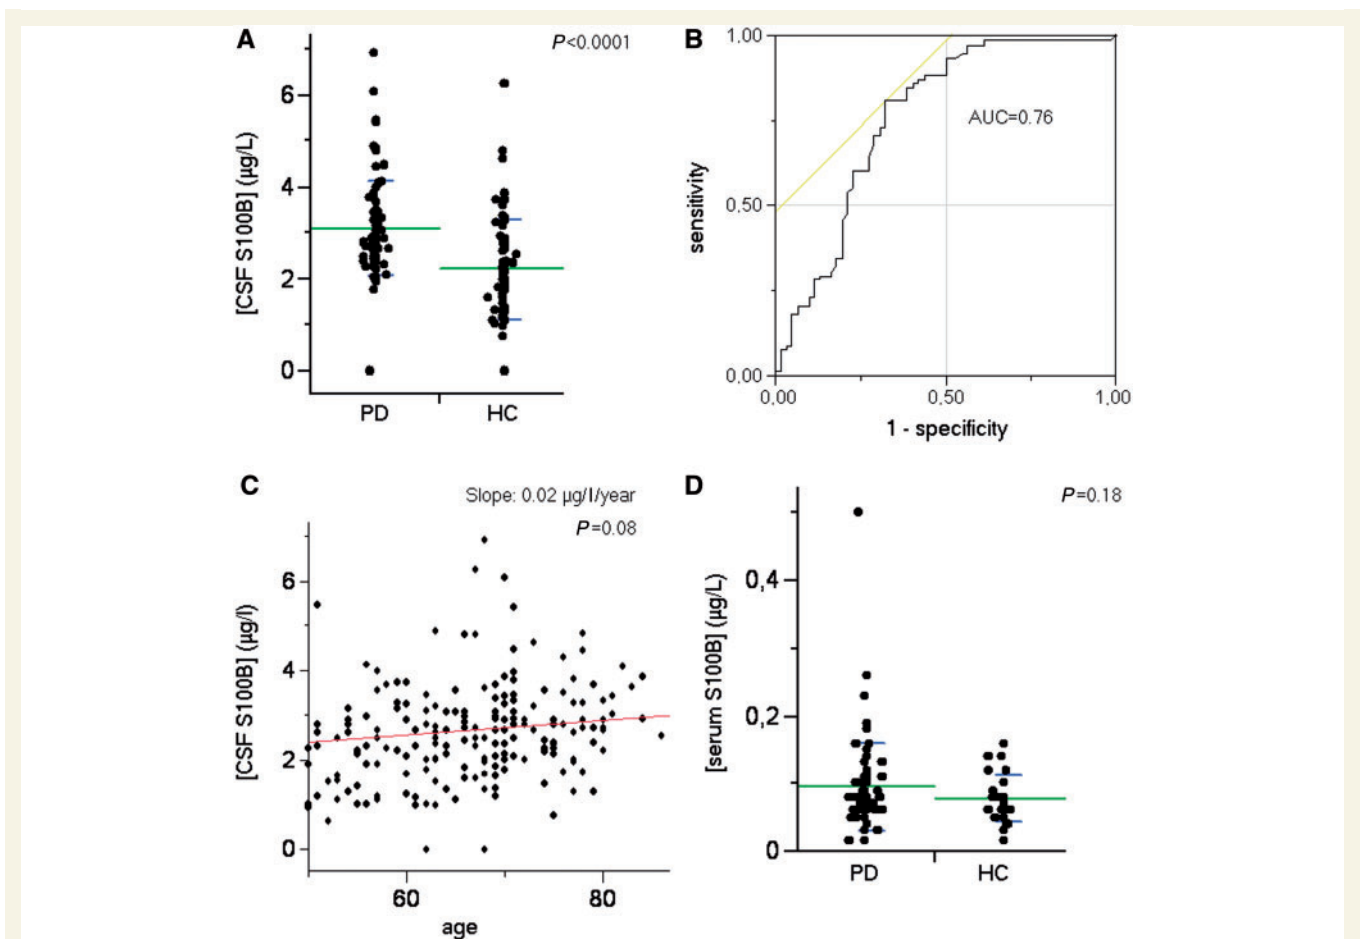 A
P<0.0001
[CSF S100B] (µg/L)
6
4
2
0
PD
HC
B
1.00
0.50
0.00
sensitivity
AUC=0.76
0,00
0,50
1,00
1 - specificity
C
Slope: 0.02 µg/l/year
P=0.08
[CSF S100B] (µg/l)
6
4
2
0
60
80
age
D
P=0.18
[serum S100B] (µg/L)
0,4
0,2
0
PD
HC